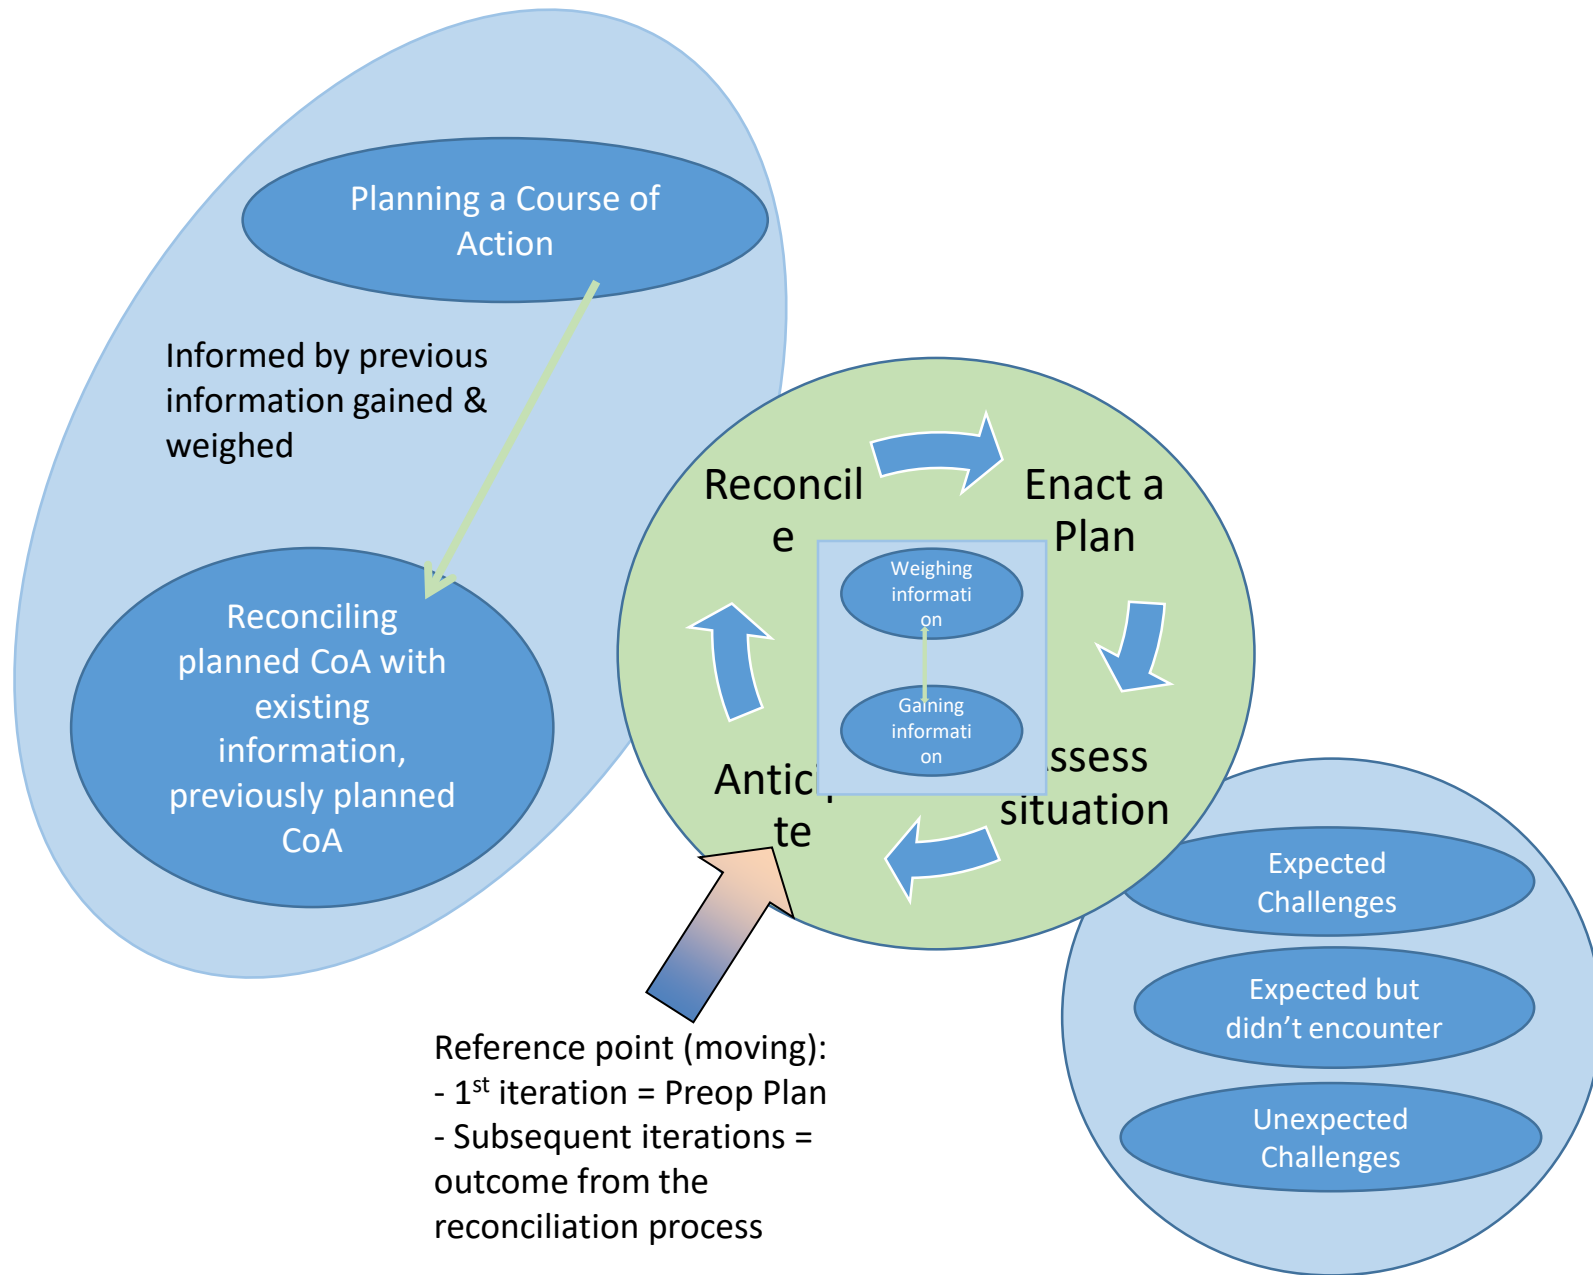 Planning a Course of
Action
Informed by previous
information gained &
weighed
Reconciling
planned CoA with
existing
information,
previously planned
CoA
Reconcil
e
Enact a
Plan
Weighing
informati
on
Gaining
informati
on
Anticip
te
ssess
situation
Expected
Challenges
Expected but
didn’t encounter
Unexpected
Challenges
Reference point (moving):
- 1st iteration = Preop Plan
- Subsequent iterations =
outcome from the
reconciliation process